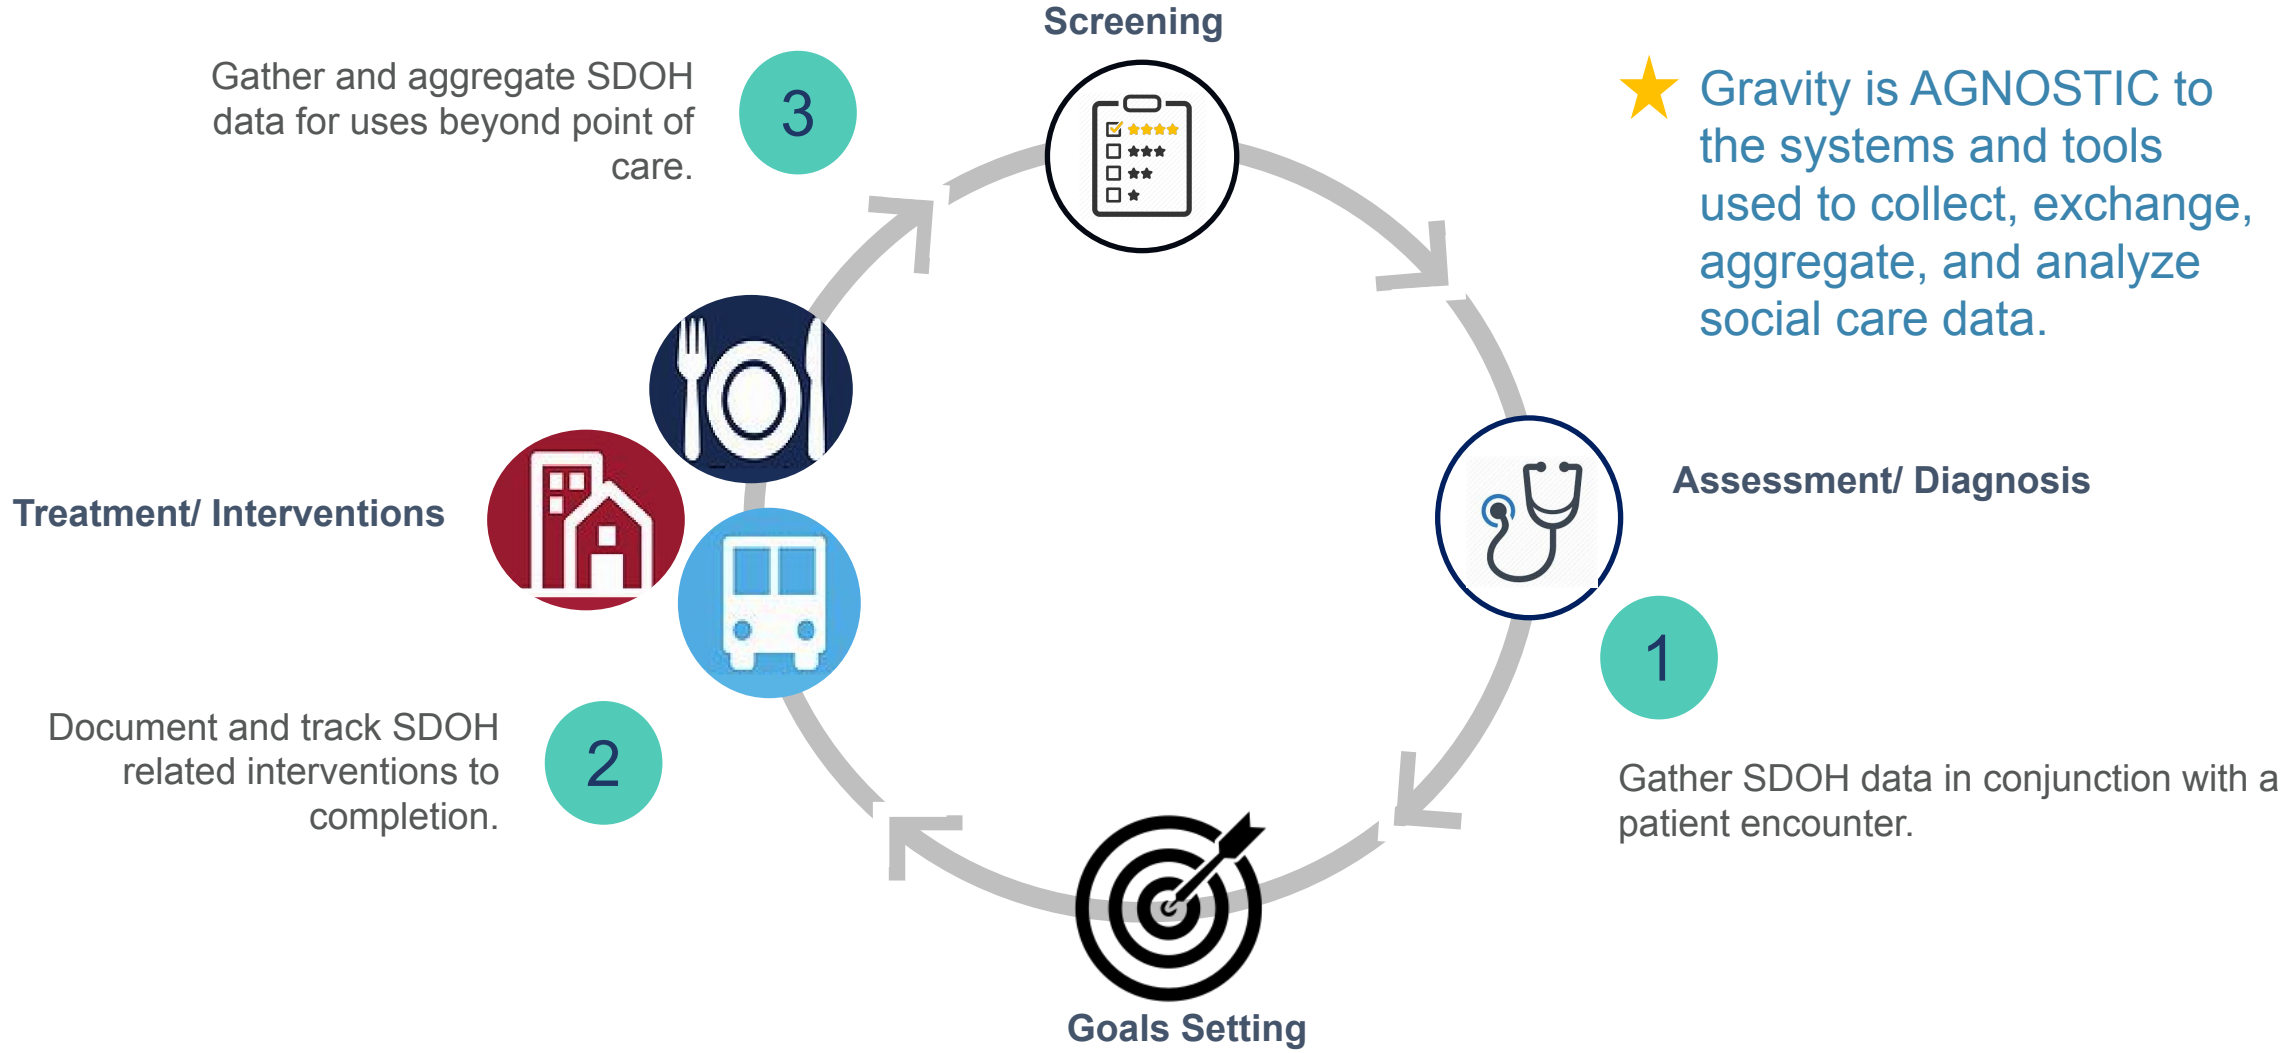 Screening
Gather and aggregate SDOH
data for uses beyond point of
care.
3
Gravity is AGNOSTIC to
the systems and tools
used to collect, exchange,
aggregate, and analyze
social care data.
Assessment/ Diagnosis
Treatment/ Interventions
1
Gather SDOH data in conjunction with a
patient encounter.
Document and track SDOH
related interventions to
completion.
2
Goals Setting